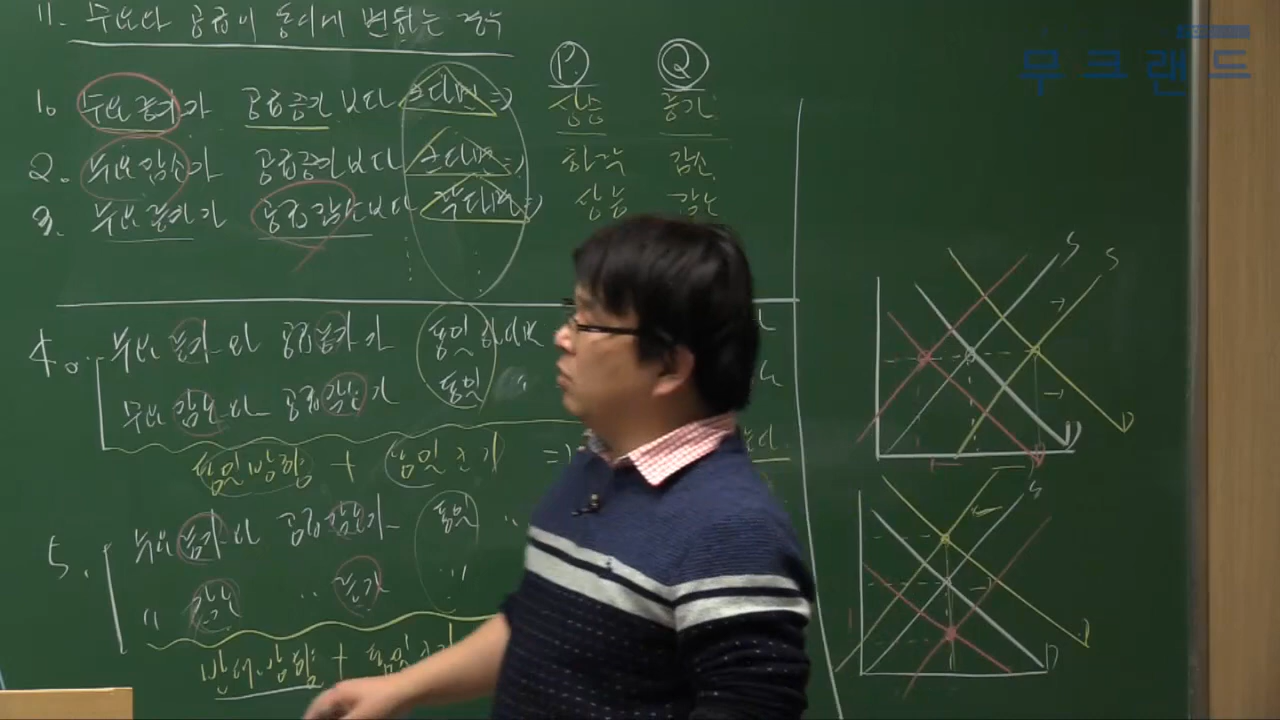 무크랜드
11. 수요와 공급이 동시에 변하는 경우
P Q
1. 수요증가가 공급증가보다 크다면 ⇒ 상승 증가
2. 수요감소가 공급증가보다 크다면 ⇒ 하락 감소
3. 수요증가가 공급감소보다 작다면 ⇒ 상승 감소
4. 수요증가와 공급증가가 동일하다면
수요감소와 공급감소가 동일 〃
동일방향 + 동일크기 ⇒
5. 수요증가와 공급감소가 동일 〃
〃 감소 〃 증가 〃
반대방향 + 동일크기
S S
D D
S
D D